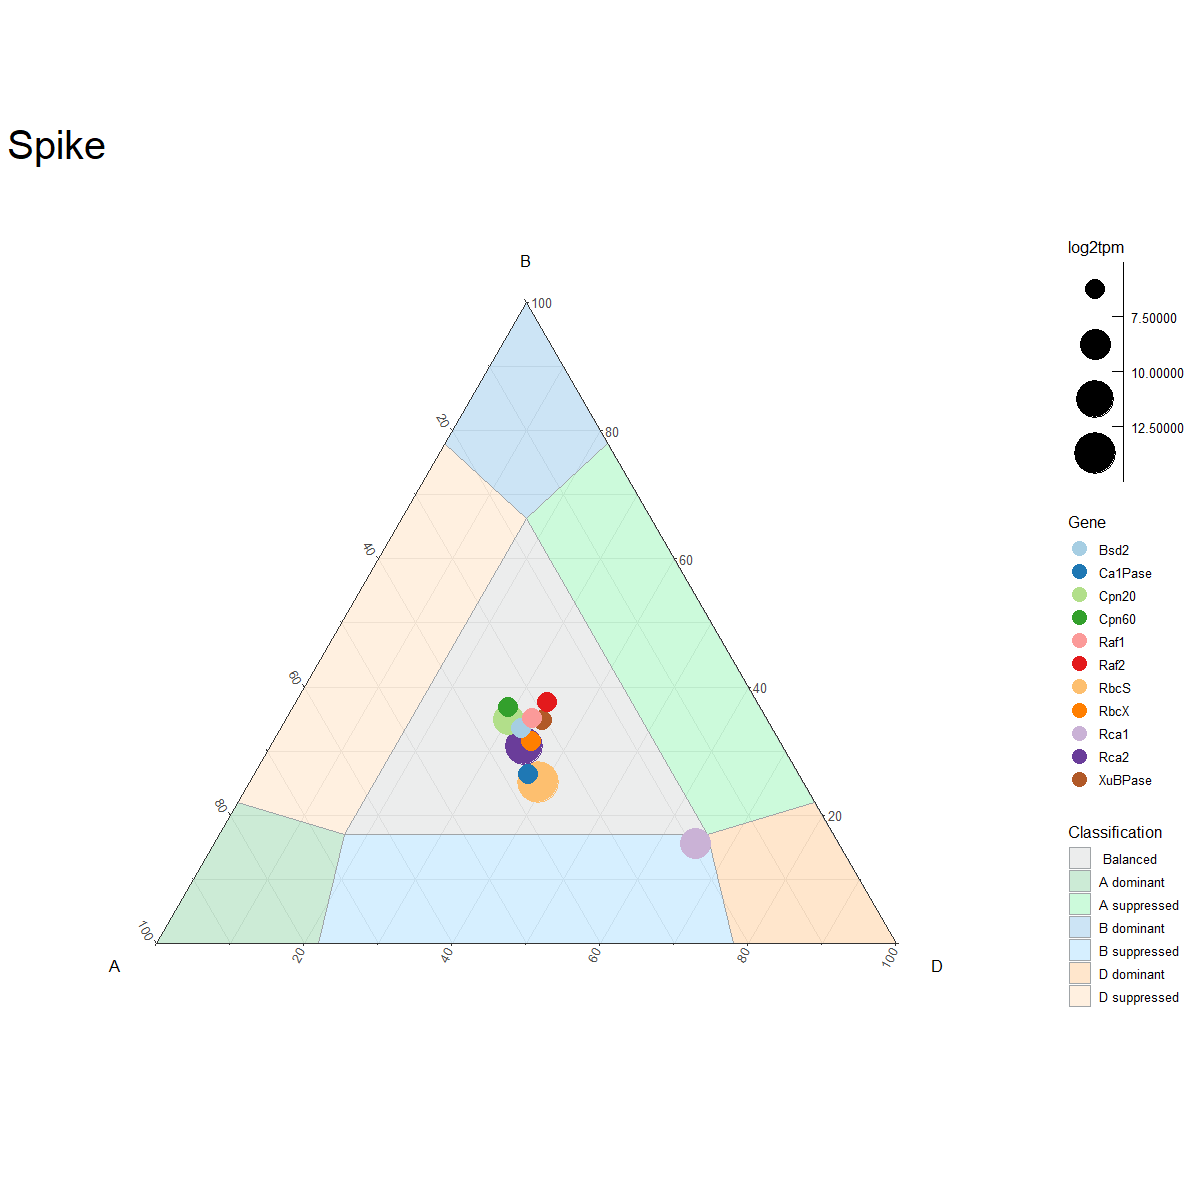 Spike
B
100
80
60
40
20
20
40
60
80
100
20
40
60
80
100
A
D
log2tpm
7.50000
10.00000
12.50000
Gene
Bsd2
Ca1Pase
Cpn20
Cpn60
Raf1
Raf2
RbcS
RbcX
Rca1
Rca2
XuBPase
Classification
Balanced
A dominant
A suppressed
B dominant
B suppressed
D dominant
D suppressed